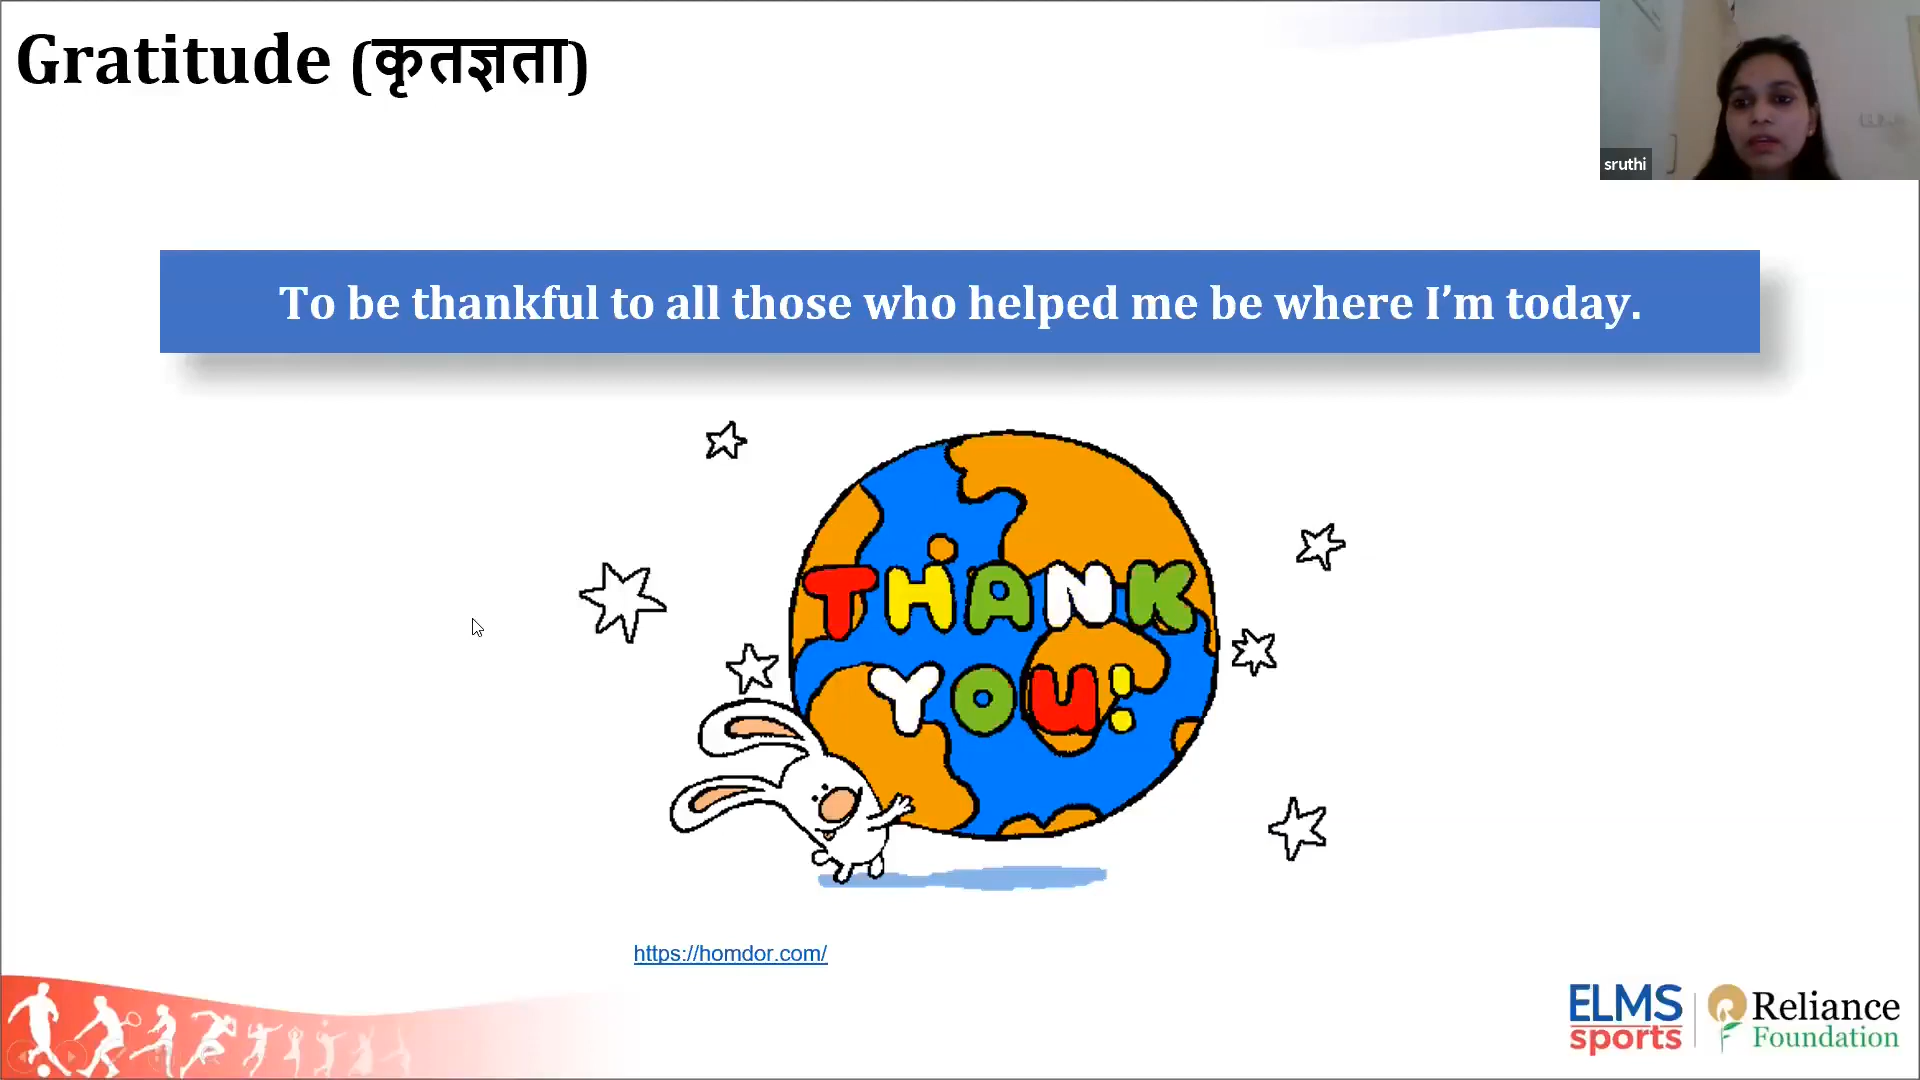 Gratitude (कृतज्ञता)
sruthi
To be thankful to all those who helped me be where I’m today.
THANK
YOU!
https://homdor.com/
ELMS
sports
Reliance
Foundation